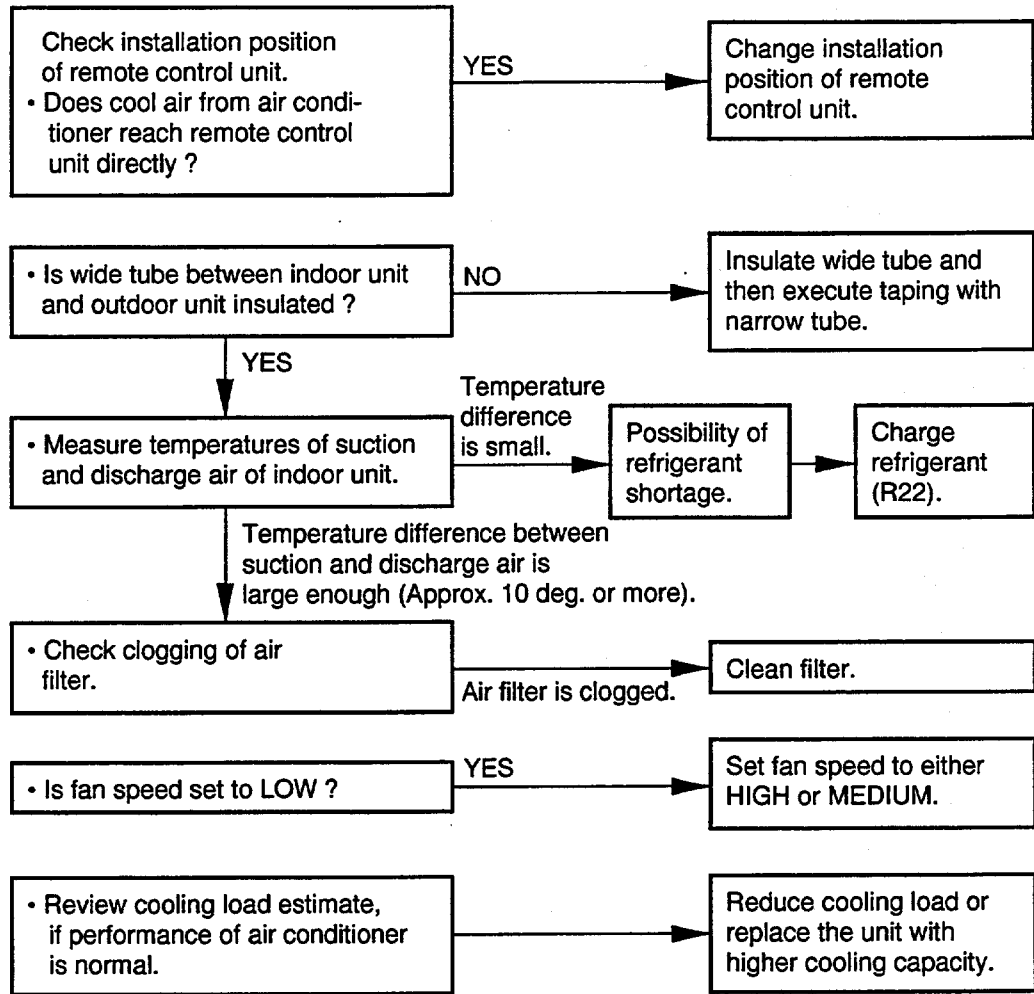 Check installation position
of remote control unit.
• Does cool air from air condi-
tioner reach remote control
unit directly ?
YES
Change installation
position of remote
control unit.
• Is wide tube between indoor unit
and outdoor unit insulated ?
NO
Insulate wide tube and
then execute taping with
narrow tube.
YES
• Measure temperatures of suction
and discharge air of indoor unit.
Temperature
difference
is small.
Possibility of
refrigerant
shortage.
Charge
refrigerant
(R22).
Temperature difference between
suction and discharge air is
large enough (Approx. 10 deg. or more).
• Check clogging of air
filter.
Air filter is clogged.
Clean filter.
• Is fan speed set to LOW ?
YES
Set fan speed to either
HIGH or MEDIUM.
• Review cooling load estimate,
if performance of air conditioner
is normal.
Reduce cooling load or
replace the unit with
higher cooling capacity.